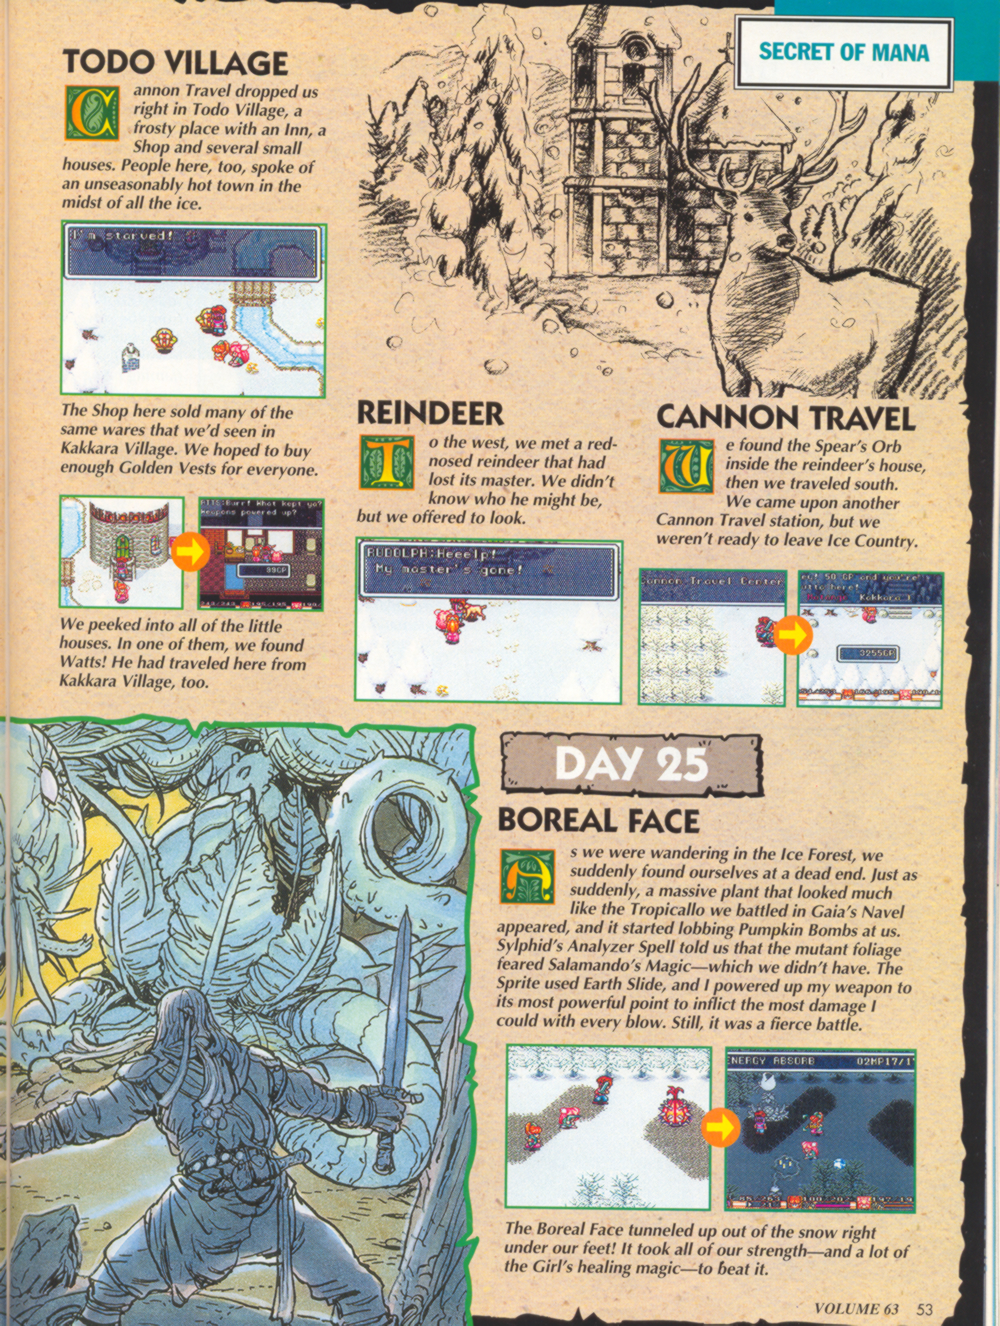 SECRET OF MANA
TODO VILLAGE
Cannon Travel dropped us
right in Todo Village, a
frosty place with an Inn, a
Shop and several small
houses. People here, too, spoke of
an unseasonably hot town in the
midst of all the ice.
I'm starved!
The Shop here sold many of the
same wares that we'd seen in
Kakkara Village. We hoped to buy
enough Golden Vests for everyone.
Burr! What kept yo
Weapons powered up?
99GP
We peeked into all of the little
houses. In one of them, we found
Watts! He had traveled here from
Kakkara Village, too.
REINDEER
To the west, we met a red-
nosed reindeer that had
lost its master. We didn't
know who he might be,
but we offered to look.
RUDOLPH:Heeelp!
My master's gone!
CANNON TRAVEL
We found the Spear's Orb
inside the reindeer's house,
then we traveled south.
We came upon another
Cannon Travel station, but we
weren't ready to leave Ice Country.
Cannon Travel Center
50 GP and you're
Kakkara
3255GP
DAY 25
BOREAL FACE
As we were wandering in the Ice Forest, we
suddenly found ourselves at a dead end. Just as
suddenly, a massive plant that looked much
like the Tropicallo we battled in Gaia's Navel
appeared, and it started lobbing Pumpkin Bombs at us.
Sylphid's Analyzer Spell told us that the mutant foliage
feared Salamando's Magic—which we didn't have. The
Sprite used Earth Slide, and I powered up my weapon to
its most powerful point to inflict the most damage I
could with every blow. Still, it was a fierce battle.
ENERGY ABSORB 02MP17/1
The Boreal Face tunneled up out of the snow right
under our feet! It took all of our strength—and a lot of
the Girl's healing magic—to beat it.
VOLUME 63 53